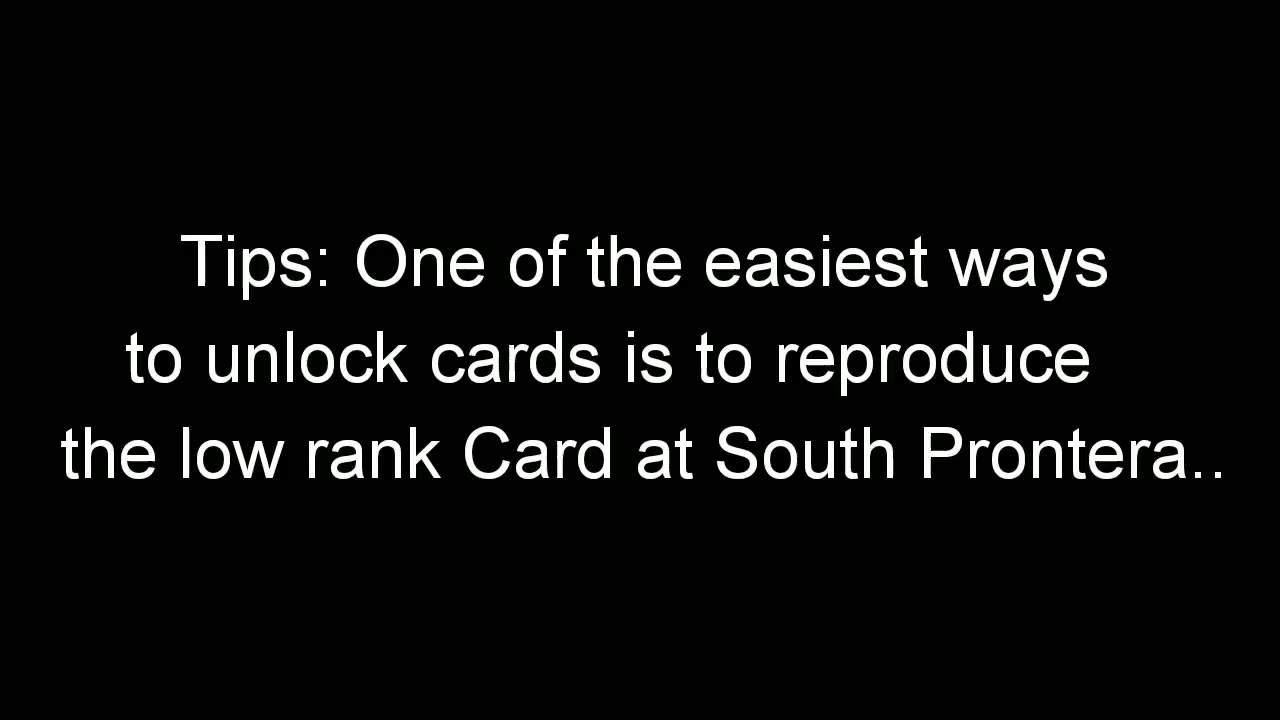 Tips: One of the easiest ways
to unlock cards is to reproduce
the low rank Card at South Prontera..